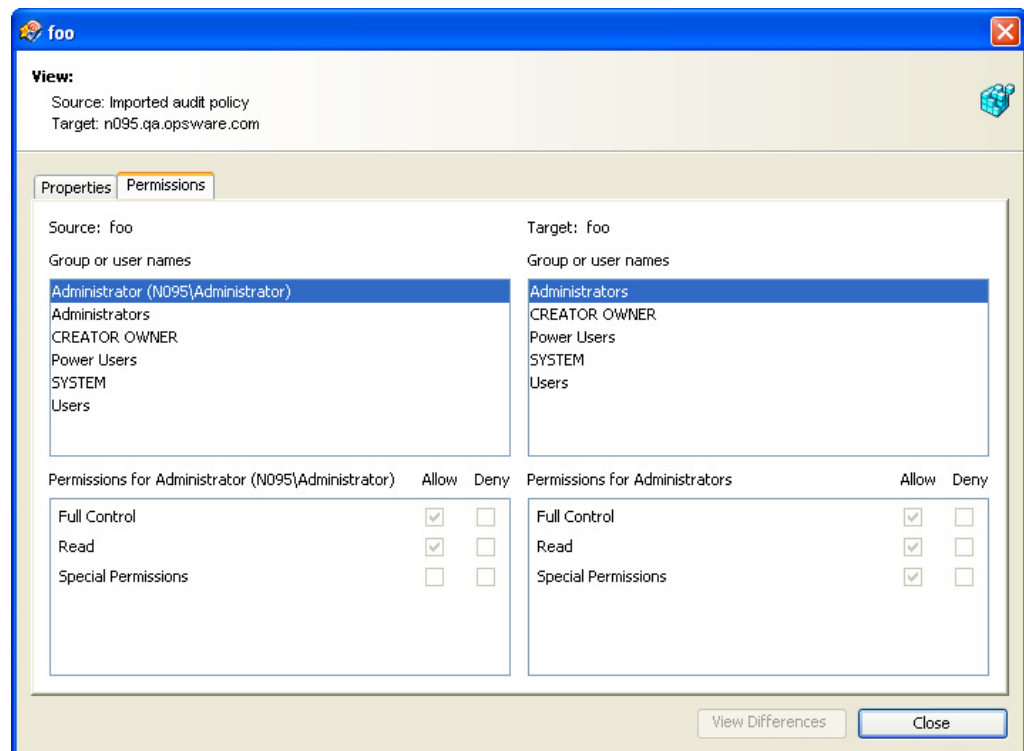 foo
View:
Source: Imported audit policy
Target: n095.qa.opsware.com
Properties Permissions
Source: foo
Group or user names
Administrator (N095\Administrator)
Administrators
CREATOR OWNER
Power Users
SYSTEM
Users
Permissions for Administrator (N095\Administrator) Allow Deny
Full Control
Read
Special Permissions
Target: foo
Group or user names
Administrators
CREATOR OWNER
Power Users
SYSTEM
Users
Permissions for Administrators Allow Deny
Full Control
Read
Special Permissions
View Differences Close